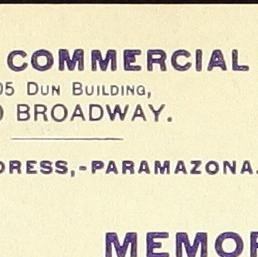 COMMERCIAL
05 DUN BUILDING,
BROADWAY.
DRESS,-PARAMAZONA.
MEMOR